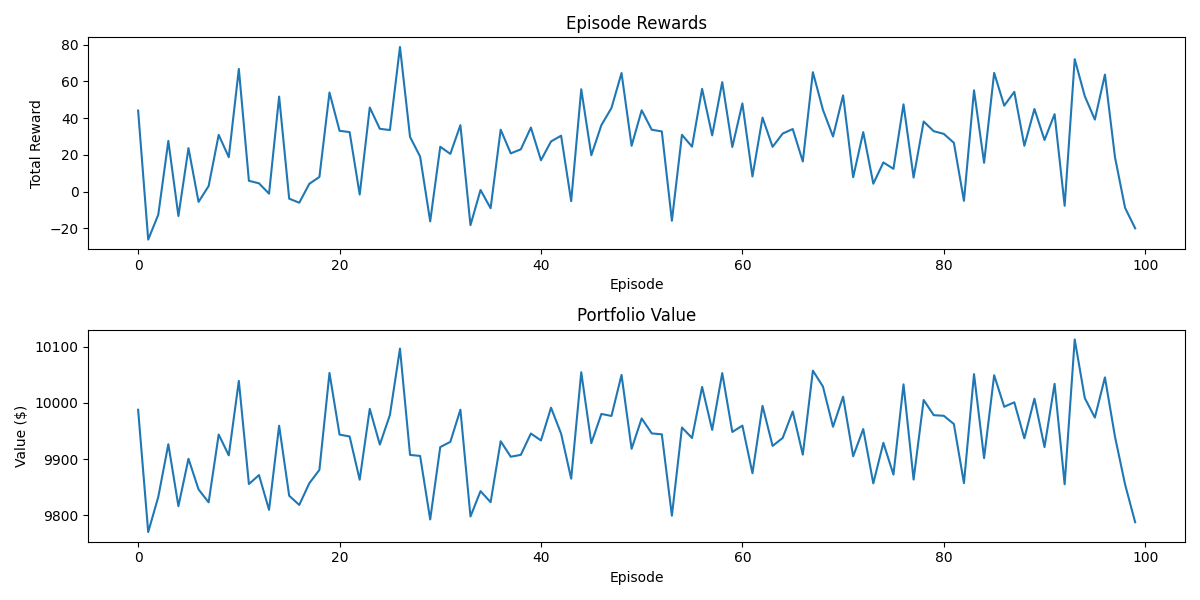 Episode Rewards
80
60
40
20
0
−20
Total Reward
0 20 40 60 80 100
Episode
Portfolio Value
10100
10000
9900
9800
Value ($)
0 20 40 60 80 100
Episode